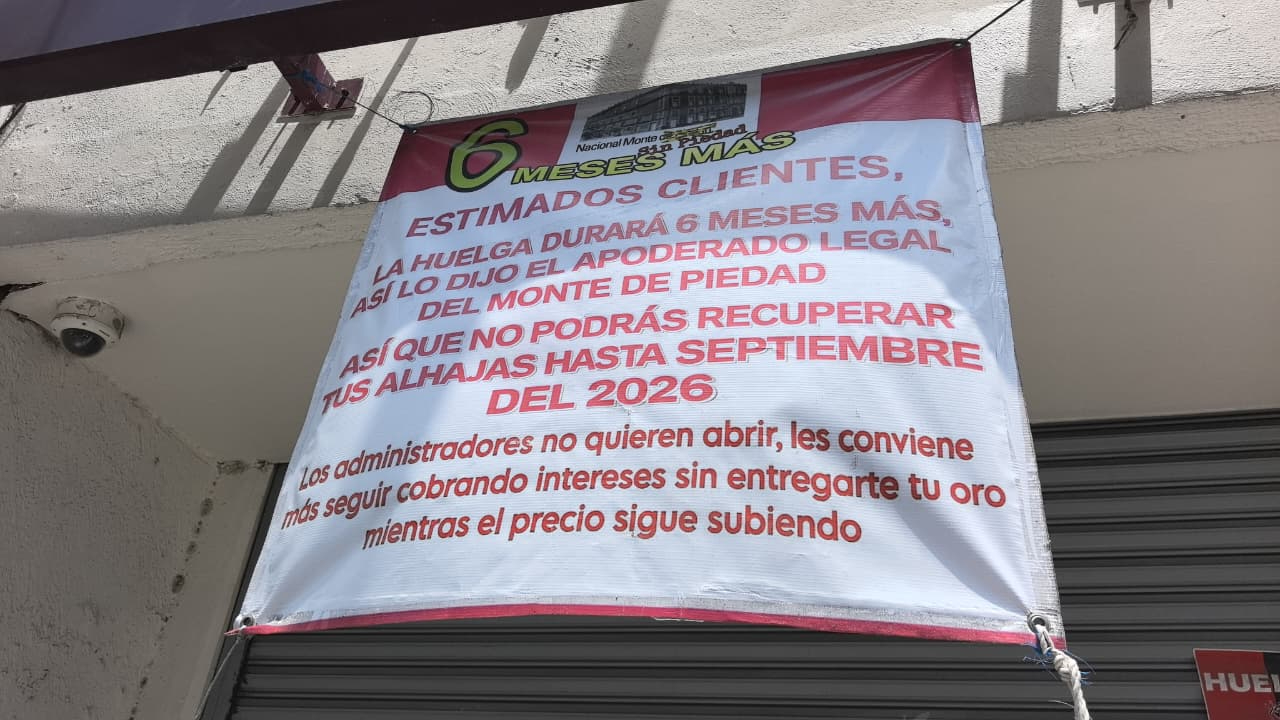 Nacional Monte de
Sin Piedad
6 MESES MÁS
ESTIMADOS CLIENTES,
LA HUELGA DURARÁ 6 MESES MÁS,
ASÍ LO DIJO EL APODERADO LEGAL
DEL MONTE DE PIEDAD
ASÍ QUE NO PODRÁS RECUPERAR
TUS ALHAJAS HASTA SEPTIEMBRE
DEL 2026
Los administradores no quieren abrir, les conviene
más seguir cobrando intereses sin entregarte tu oro
mientras el precio sigue subiendo
HUEL